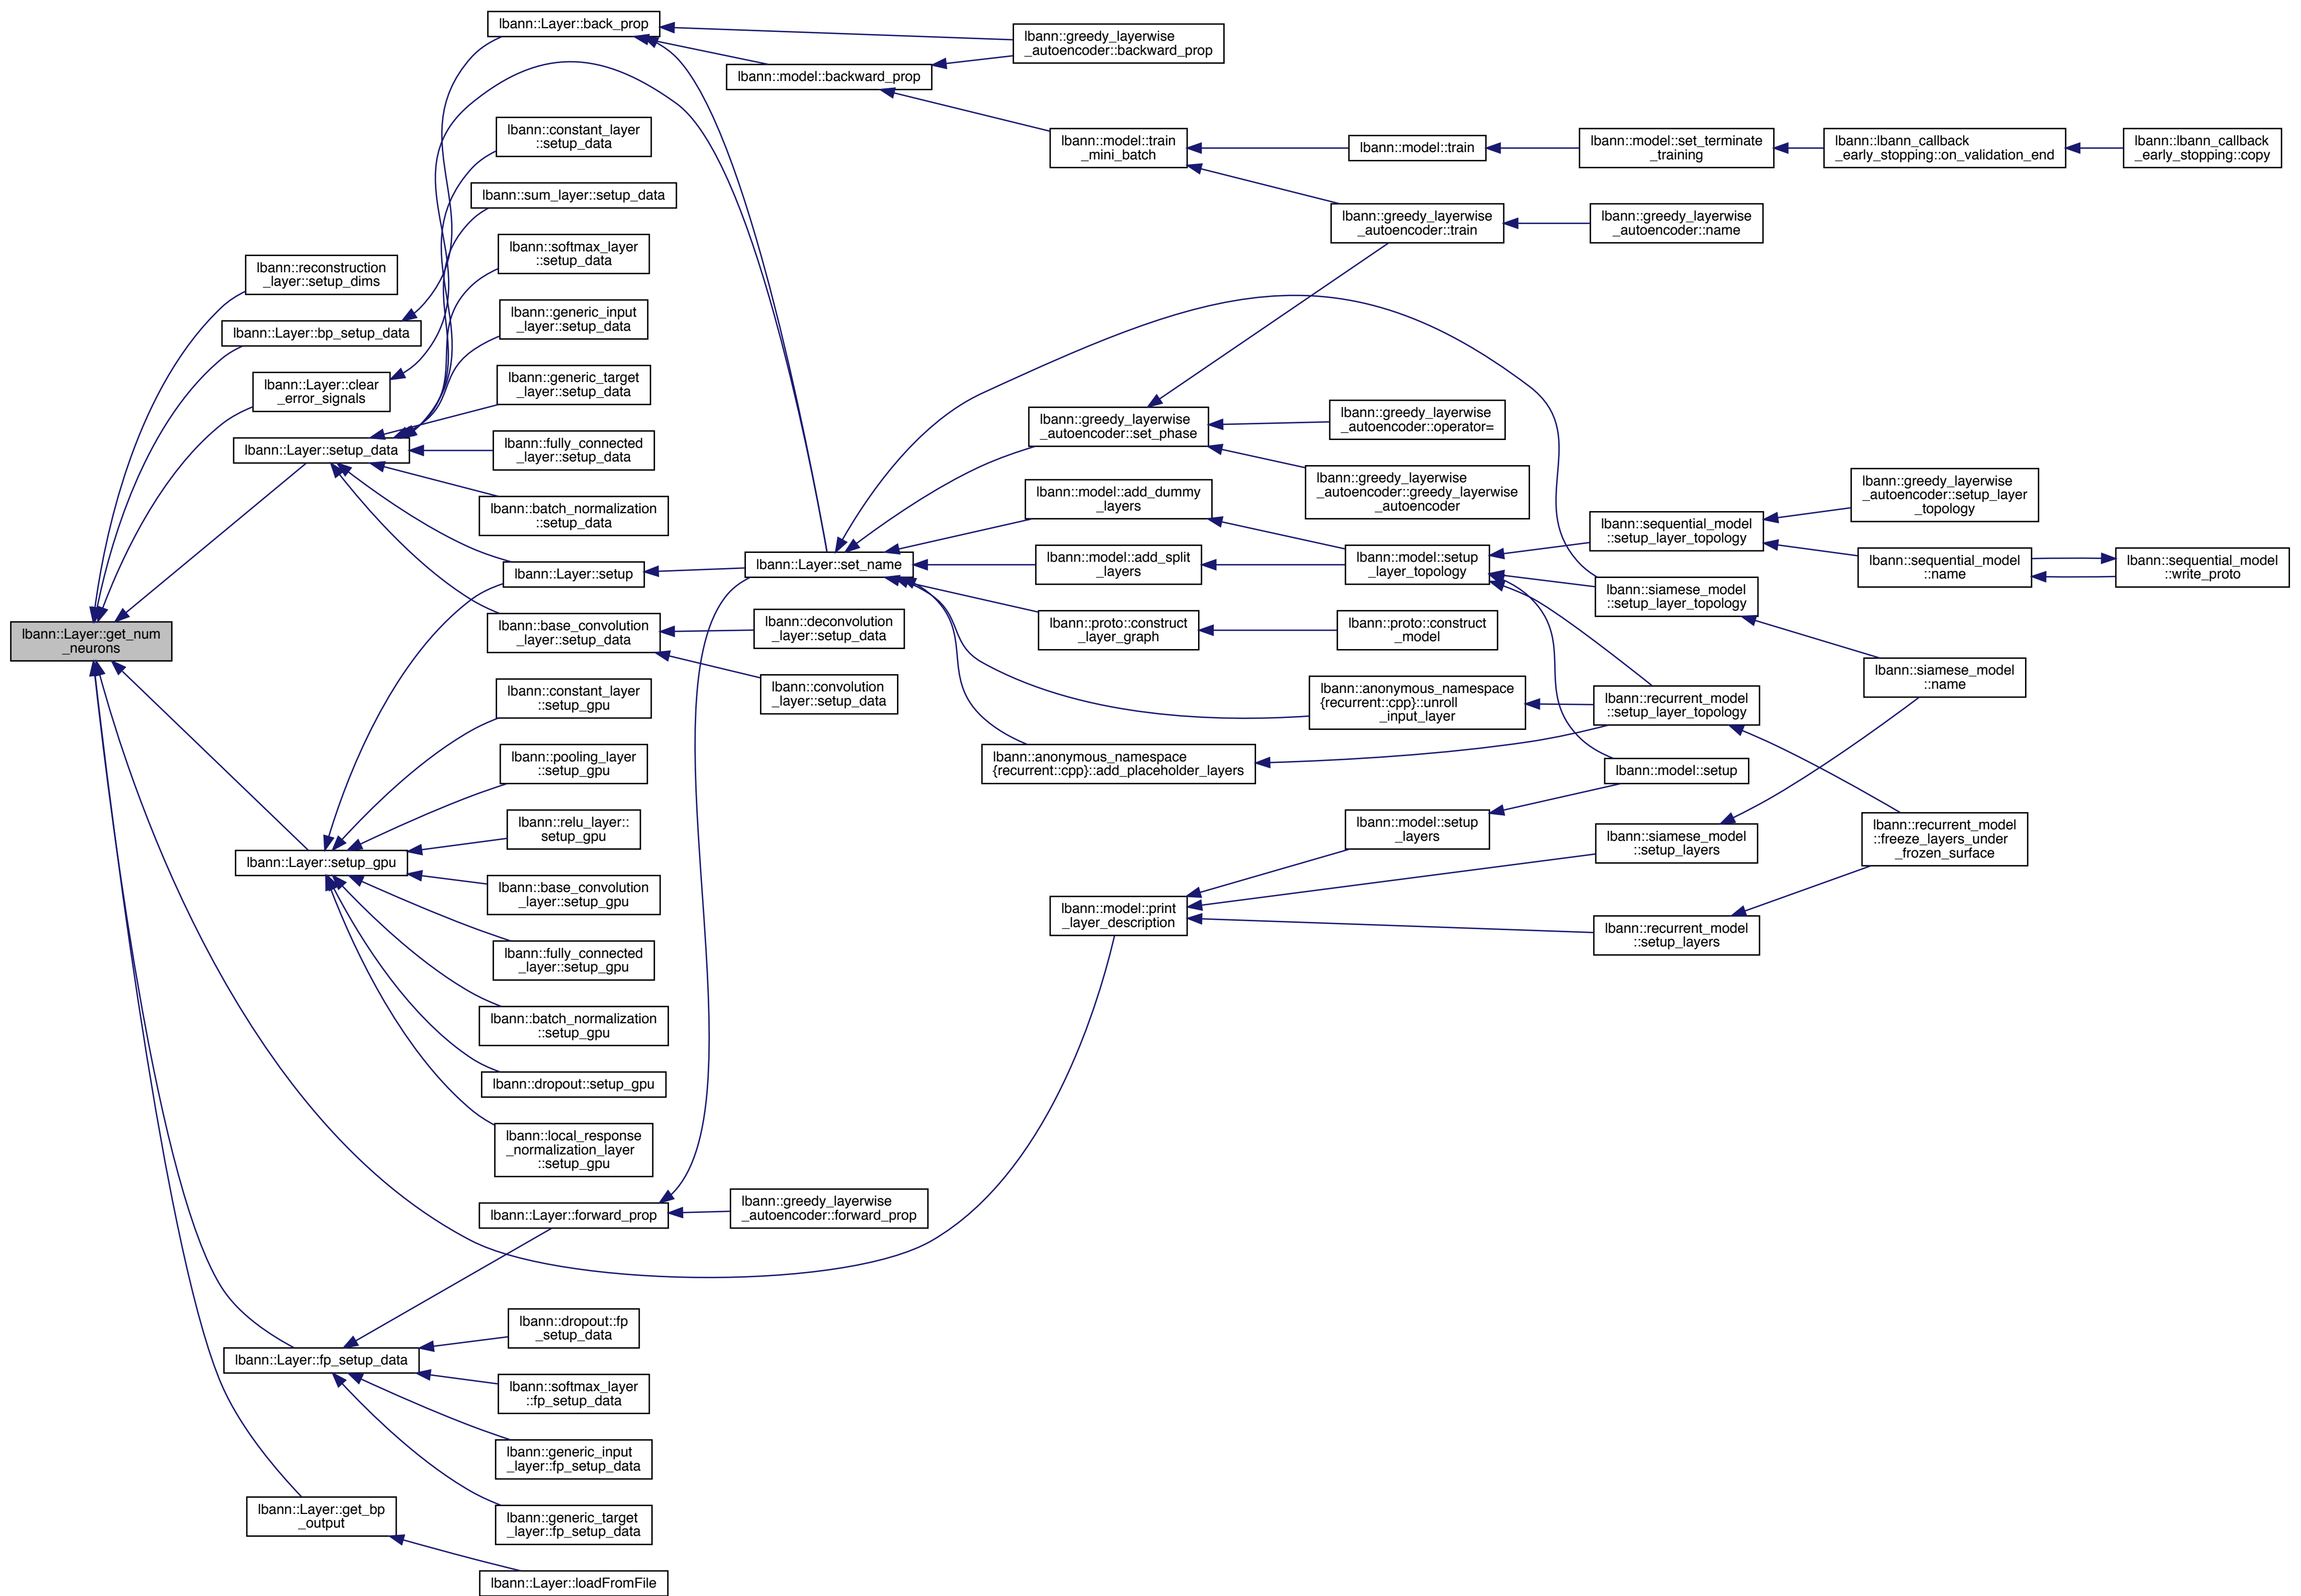 lbann::Layer::get_num
_neurons
lbann::reconstruction
_layer::setup_dims
lbann::Layer::bp_setup_data
lbann::Layer::clear
_error_signals
lbann::Layer::setup_data
lbann::Layer::setup_gpu
lbann::Layer::fp_setup_data
lbann::Layer::get_bp
_output
lbann::Layer::back_prop
lbann::constant_layer
::setup_data
lbann::sum_layer::setup_data
lbann::softmax_layer
::setup_data
lbann::generic_input
_layer::setup_data
lbann::generic_target
_layer::setup_data
lbann::fully_connected
_layer::setup_data
lbann::batch_normalization
::setup_data
lbann::Layer::setup
lbann::base_convolution
_layer::setup_data
lbann::constant_layer
::setup_gpu
lbann::pooling_layer
::setup_gpu
lbann::relu_layer::
setup_gpu
lbann::base_convolution
_layer::setup_gpu
lbann::fully_connected
_layer::setup_gpu
lbann::batch_normalization
::setup_gpu
lbann::dropout::setup_gpu
lbann::local_response
_normalization_layer
::setup_gpu
lbann::Layer::forward_prop
lbann::dropout::fp
_setup_data
lbann::softmax_layer
::fp_setup_data
lbann::generic_input
_layer::fp_setup_data
lbann::generic_target
_layer::fp_setup_data
lbann::Layer::loadFromFile
lbann::model::backward_prop
lbann::Layer::set_name
lbann::deconvolution
_layer::setup_data
lbann::convolution
_layer::setup_data
lbann::greedy_layerwise
_autoencoder::forward_prop
lbann::greedy_layerwise
_autoencoder::backward_prop
lbann::model::train
_mini_batch
lbann::greedy_layerwise
_autoencoder::set_phase
lbann::model::add_dummy
_layers
lbann::model::add_split
_layers
lbann::proto::construct
_layer_graph
lbann::anonymous_namespace
{recurrent::cpp}::add_placeholder_layers
lbann::model::print
_layer_description
lbann::model::train
lbann::greedy_layerwise
_autoencoder::train
lbann::greedy_layerwise
_autoencoder::operator=
lbann::greedy_layerwise
_autoencoder::greedy_layerwise
_autoencoder
lbann::model::setup
_layer_topology
lbann::proto::construct
_model
lbann::anonymous_namespace
{recurrent::cpp}::unroll
_input_layer
lbann::model::setup
_layers
lbann::model::set_terminate
_training
lbann::greedy_layerwise
_autoencoder::name
lbann::sequential_model
::setup_layer_topology
lbann::siamese_model
::setup_layer_topology
lbann::recurrent_model
::setup_layer_topology
lbann::model::setup
lbann::siamese_model
::setup_layers
lbann::recurrent_model
::setup_layers
lbann::lbann_callback
_early_stopping::on_validation_end
lbann::greedy_layerwise
_autoencoder::setup_layer
_topology
lbann::sequential_model
::name
lbann::siamese_model
::name
lbann::recurrent_model
::freeze_layers_under
_frozen_surface
lbann::lbann_callback
_early_stopping::copy
lbann::sequential_model
::write_proto